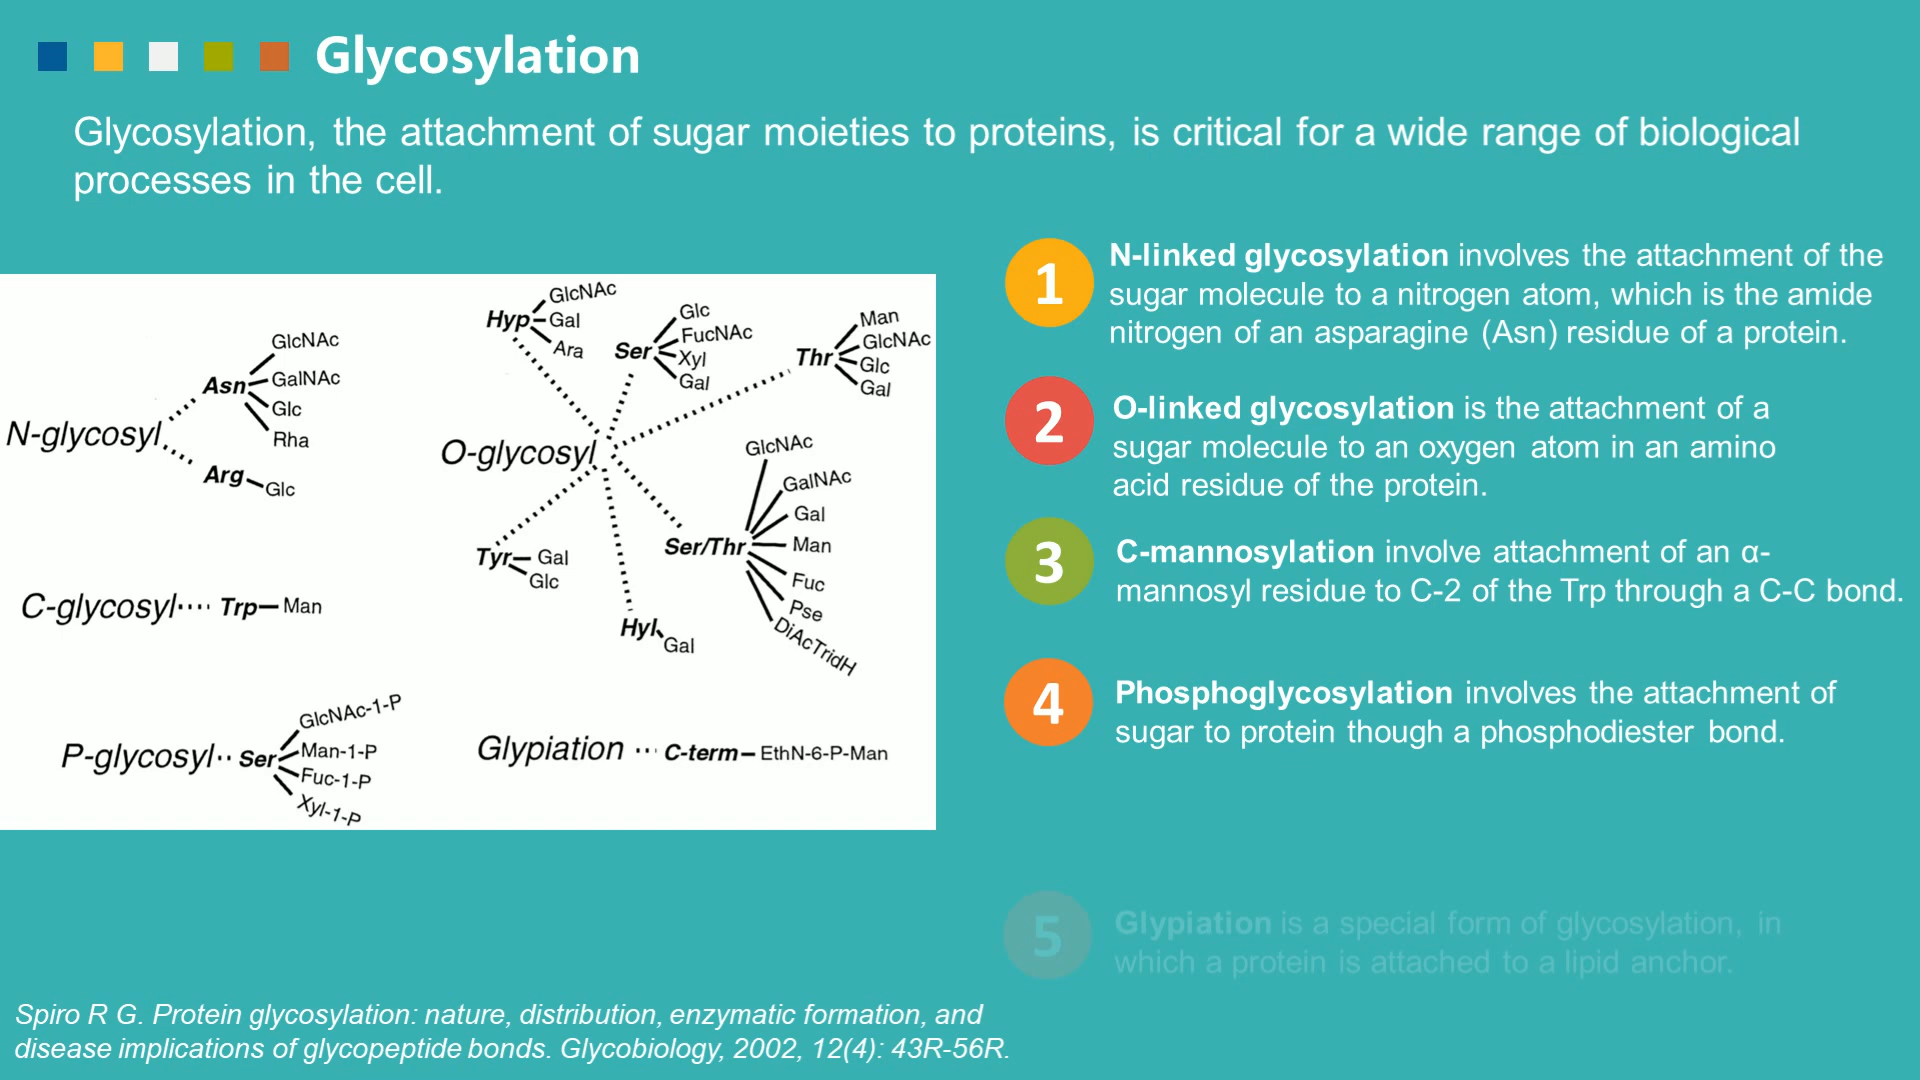 Glycosylation
Glycosylation, the attachment of sugar moieties to proteins, is critical for a wide range of biological
processes in the cell.
N-glycosyl
Asn
GlcNAc
GalNAc
Glc
Rha
Arg
Glc
C-glycosyl
Trp
Man
P-glycosyl
Ser
GlcNAc-1-P
Man-1-P
Fuc-1-P
Xyl-1-P
O-glycosyl
Hyp
GlcNAc
Gal
Ara
Ser
Glc
FucNAc
Xyl
Gal
Thr
Man
GlcNAc
Glc
Gal
Tyr
Gal
Glc
Hyl
Gal
Ser/Thr
GlcNAc
GalNAc
Gal
Man
Fuc
Pse
DiAcTridH
Glypiation
C-term
EthN-6-P-Man
1
N-linked glycosylation involves the attachment of the
sugar molecule to a nitrogen atom, which is the amide
nitrogen of an asparagine (Asn) residue of a protein.
2
O-linked glycosylation is the attachment of a
sugar molecule to an oxygen atom in an amino
acid residue of the protein.
3
C-mannosylation involve attachment of an α-
mannosyl residue to C-2 of the Trp through a C-C bond.
4
Phosphoglycosylation involves the attachment of
sugar to protein though a phosphodiester bond.
5
Glypiation is a special form of glycosylation, in
which a protein is attached to a lipid anchor.
Spiro R G. Protein glycosylation: nature, distribution, enzymatic formation, and
disease implications of glycopeptide bonds. Glycobiology, 2002, 12(4): 43R-56R.